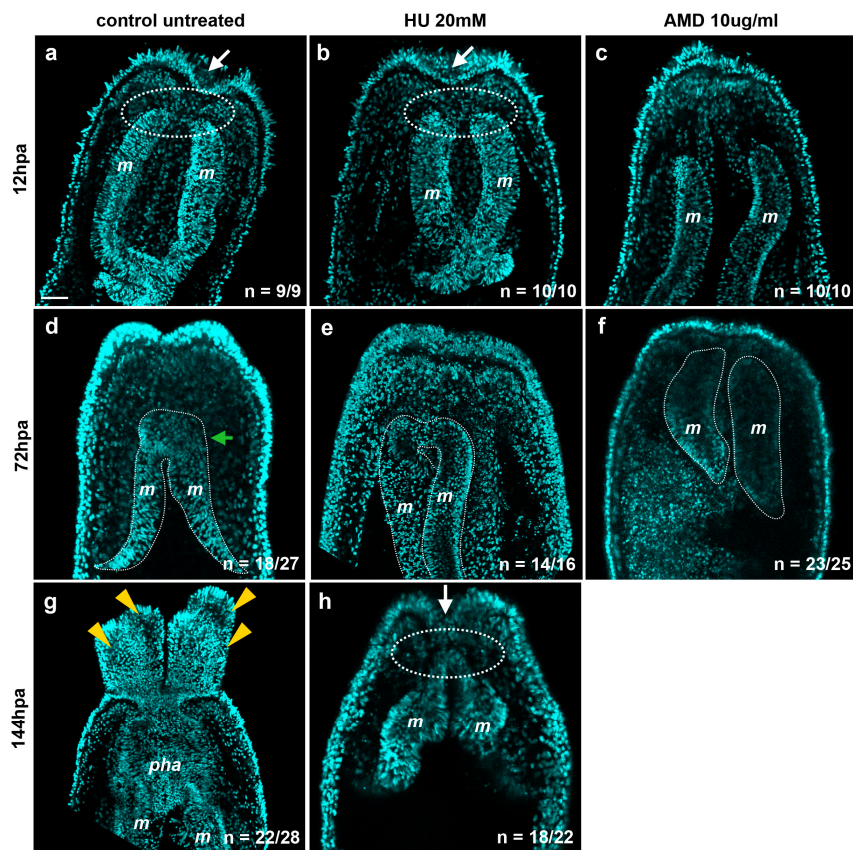 control untreated HU 20mM AMD 10ug/ml
12hpa
a b c
m m m m m m
n = 9/9 n = 10/10 n = 10/10
72hpa
d e f
m m m m m m
n = 18/27 n = 14/16 n = 23/25
144hpa
g h
m m
pha
m m
n = 22/28 n = 18/22